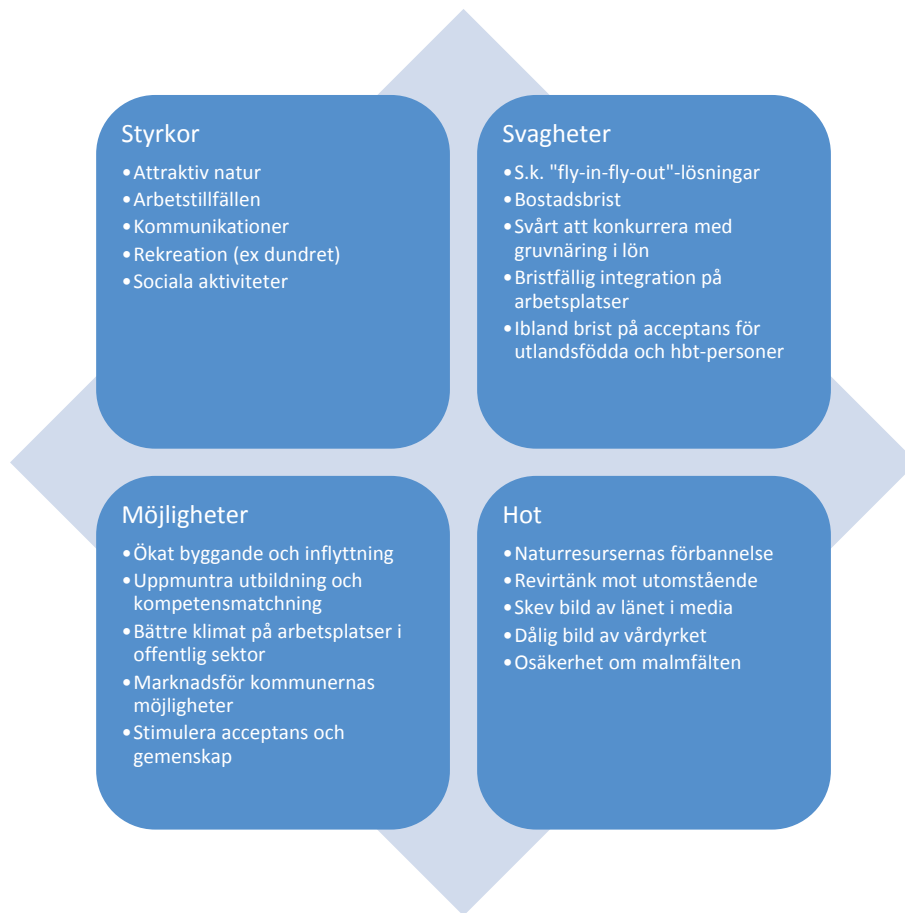 Styrkor
•Attraktiv natur
•Arbetstillfällen
•Kommunikationer
•Rekreation (ex dundret)
•Sociala aktiviteter
Svagheter
•S.k. "fly-in-fly-out"-lösningar
•Bostadsbrist
•Svårt att konkurrera med
gruvnäring i lön
•Bristfällig integration på
arbetsplatser
•Ibland brist på acceptans för
utlandsfödda och hbt-personer
Möjligheter
•Ökat byggande och inflyttning
•Uppmuntra utbildning och
kompetensmatchning
•Bättre klimat på arbetsplatser i
offentlig sektor
•Marknadsför kommunernas
möjligheter
•Stimulera acceptans och
gemenskap
Hot
•Naturresursernas förbannelse
•Revirtänk mot utomstående
•Skev bild av länet i media
•Dålig bild av vårdyrket
•Osäkerhet om malmfälten